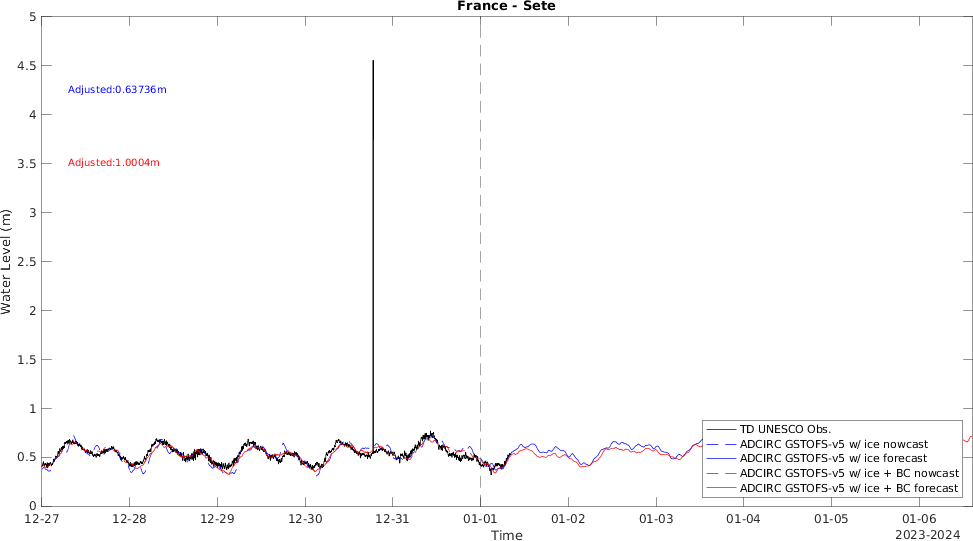 France - Sete
5
4.5
4
3.5
3
2.5
2
1.5
1
0.5
0
Water Level (m)
Adjusted:0.63736m
Adjusted:1.0004m
TD UNESCO Obs.
ADCIRC GSTOFS-v5 w/ ice nowcast
ADCIRC GSTOFS-v5 w/ ice forecast
ADCIRC GSTOFS-v5 w/ ice + BC nowcast
ADCIRC GSTOFS-v5 w/ ice + BC forecast
12-27 12-28 12-29 12-30 12-31 01-01 01-02 01-03 01-04 01-05 01-06
Time
2023-2024